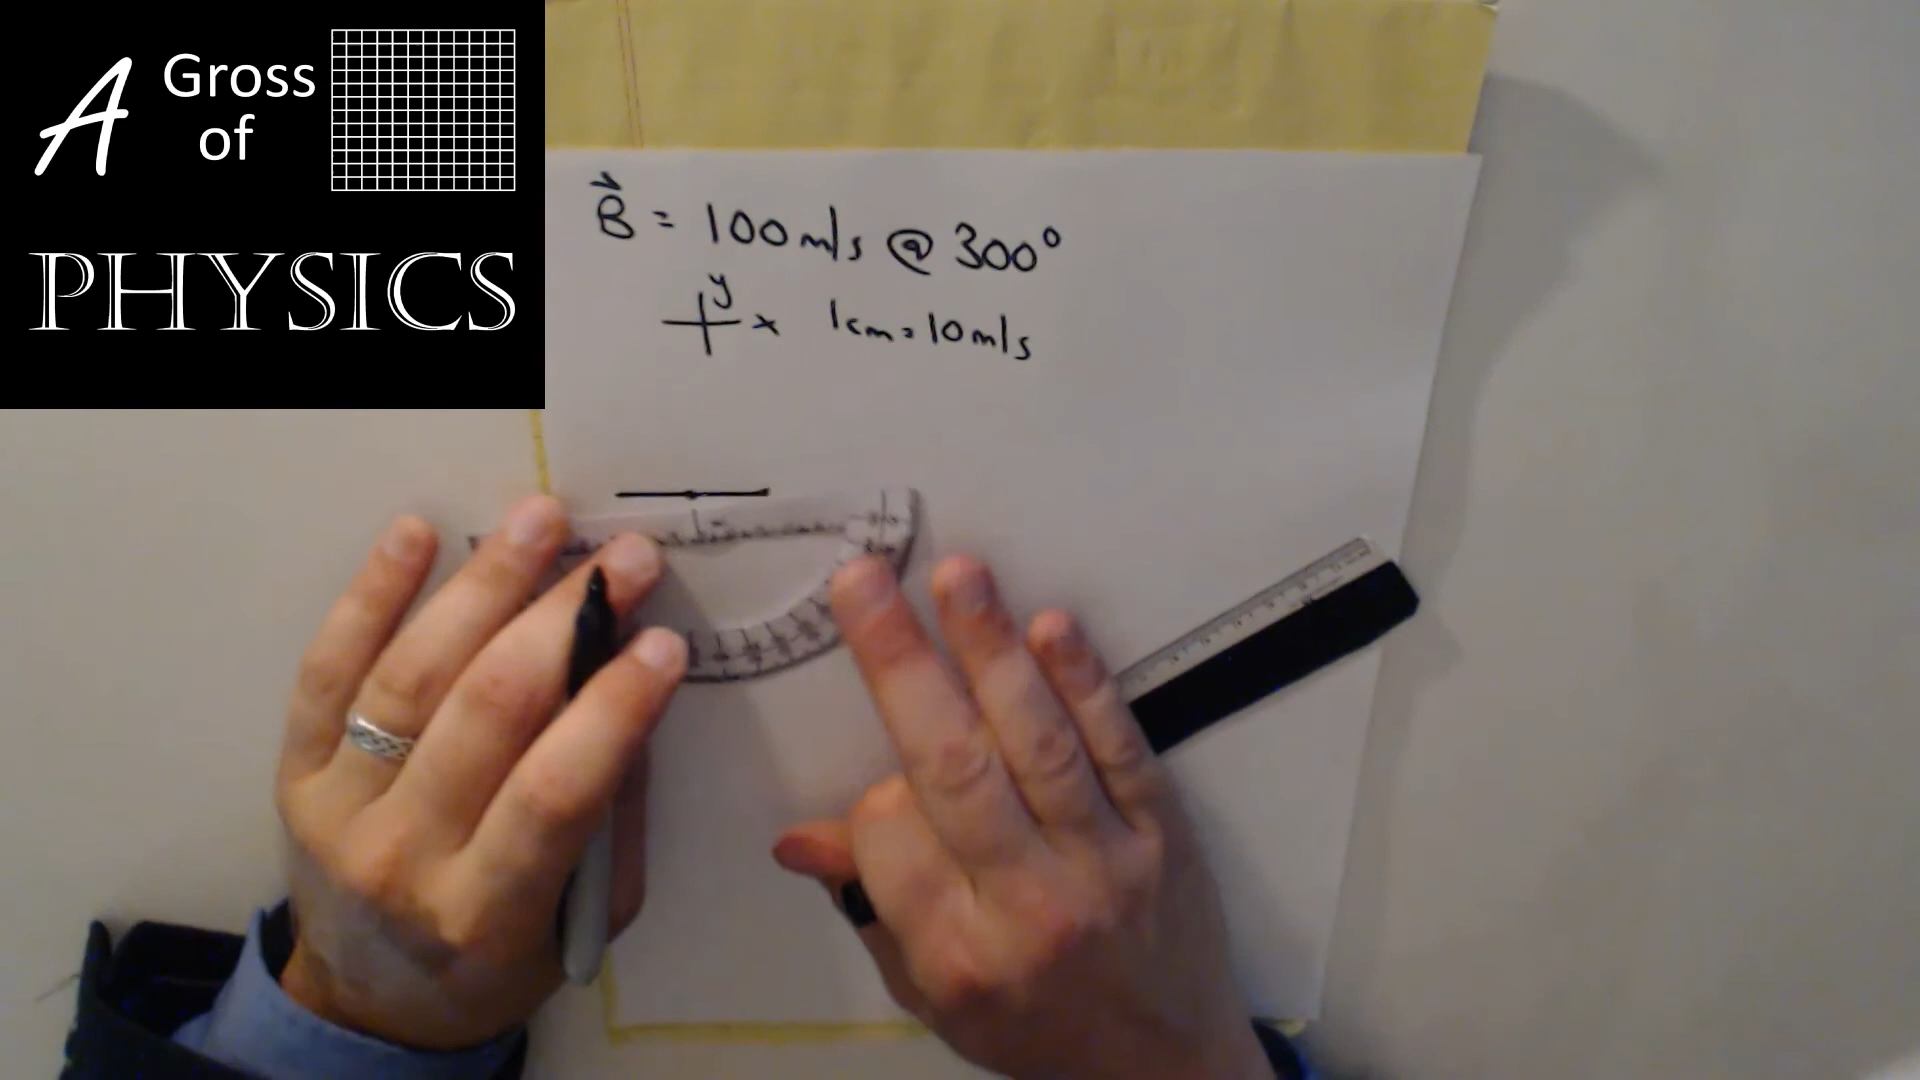 A Gross
of
PHYSICS
B⃗ = 100 m/s @ 300°
y
x 1cm = 10 m/s